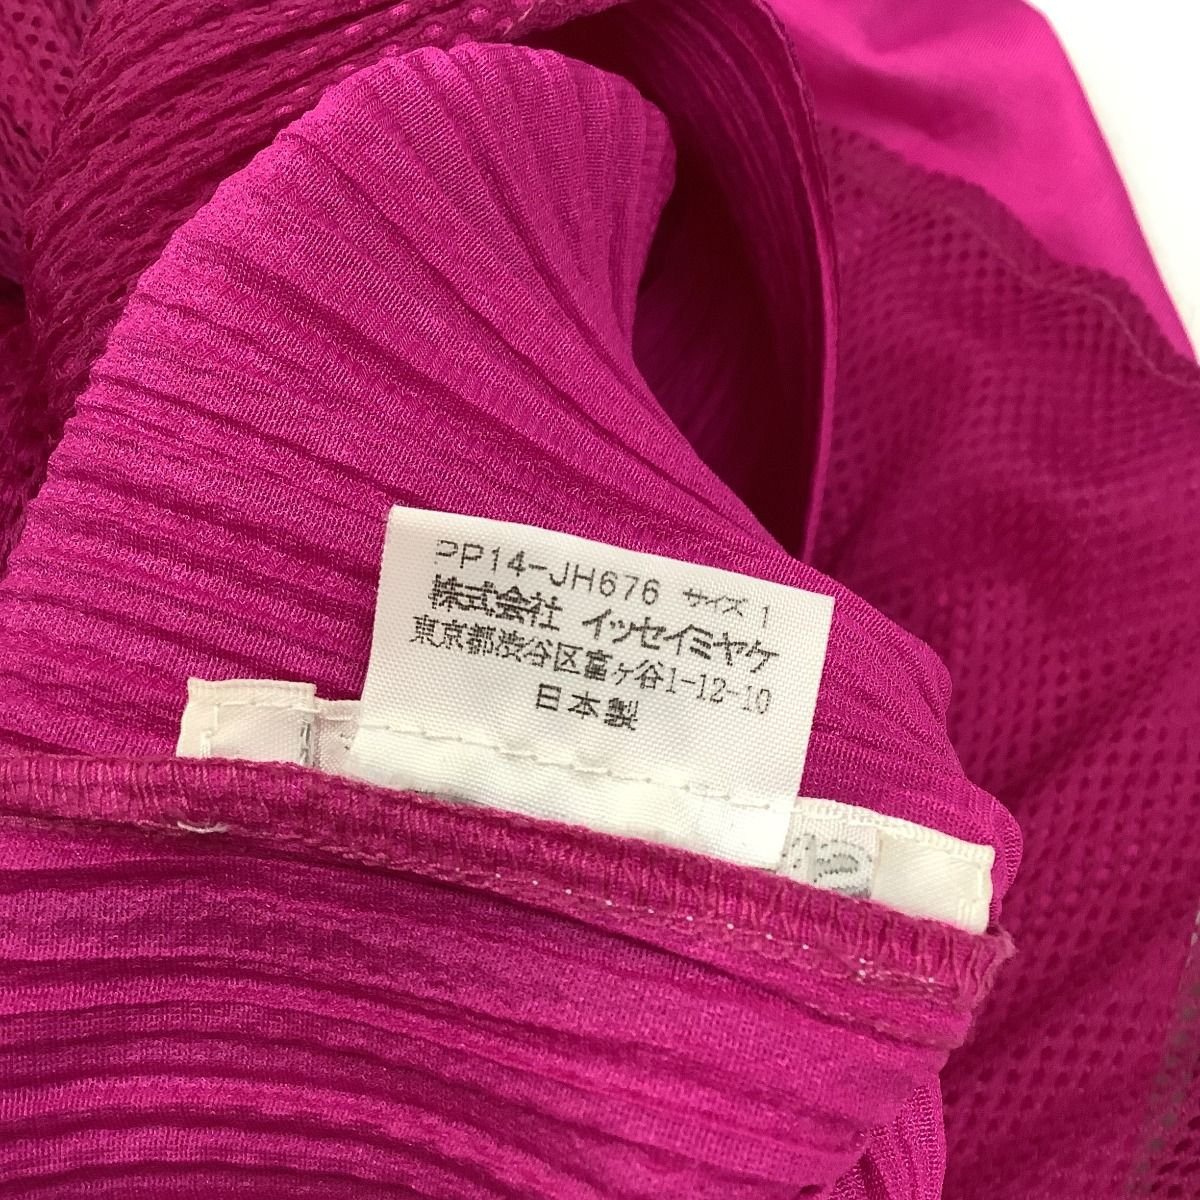 PP14-JH676 サイズ 1
株式会社 イッセイミヤケ
東京都渋谷区富ヶ谷1-12-10
日本製